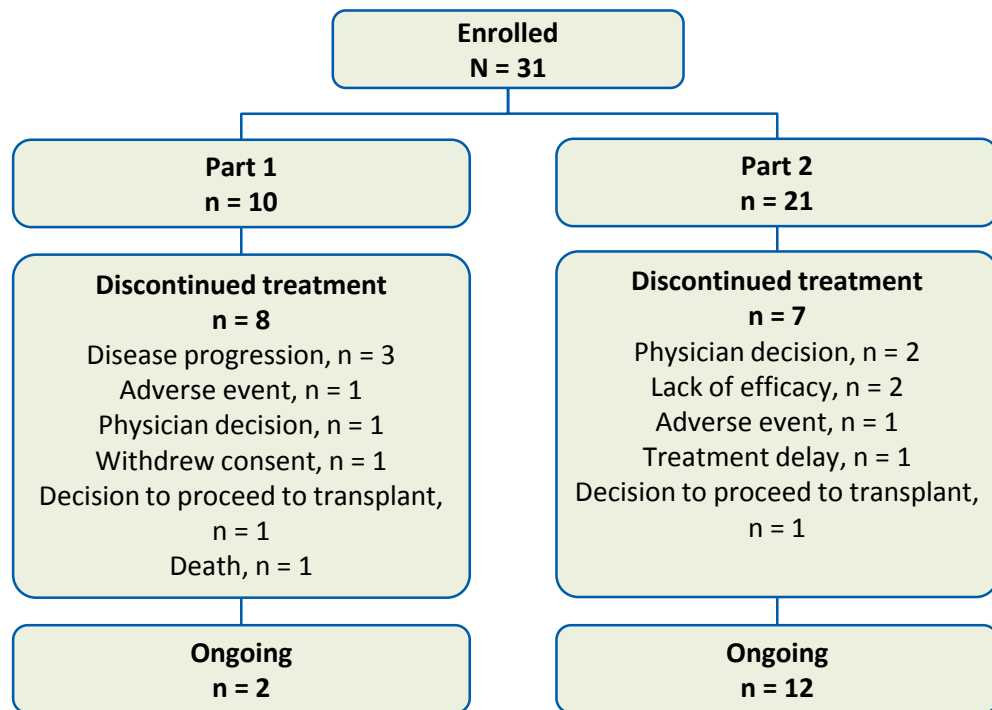 Enrolled
N = 31
Part 1
n = 10
Part 2
n = 21
Discontinued treatment
n = 8
Disease progression, n = 3
Adverse event, n = 1
Physician decision, n = 1
Withdrew consent, n = 1
Decision to proceed to transplant,
n = 1
Death, n = 1
Discontinued treatment
n = 7
Physician decision, n = 2
Lack of efficacy, n = 2
Adverse event, n = 1
Treatment delay, n = 1
Decision to proceed to transplant,
n = 1
Ongoing
n = 2
Ongoing
n = 12